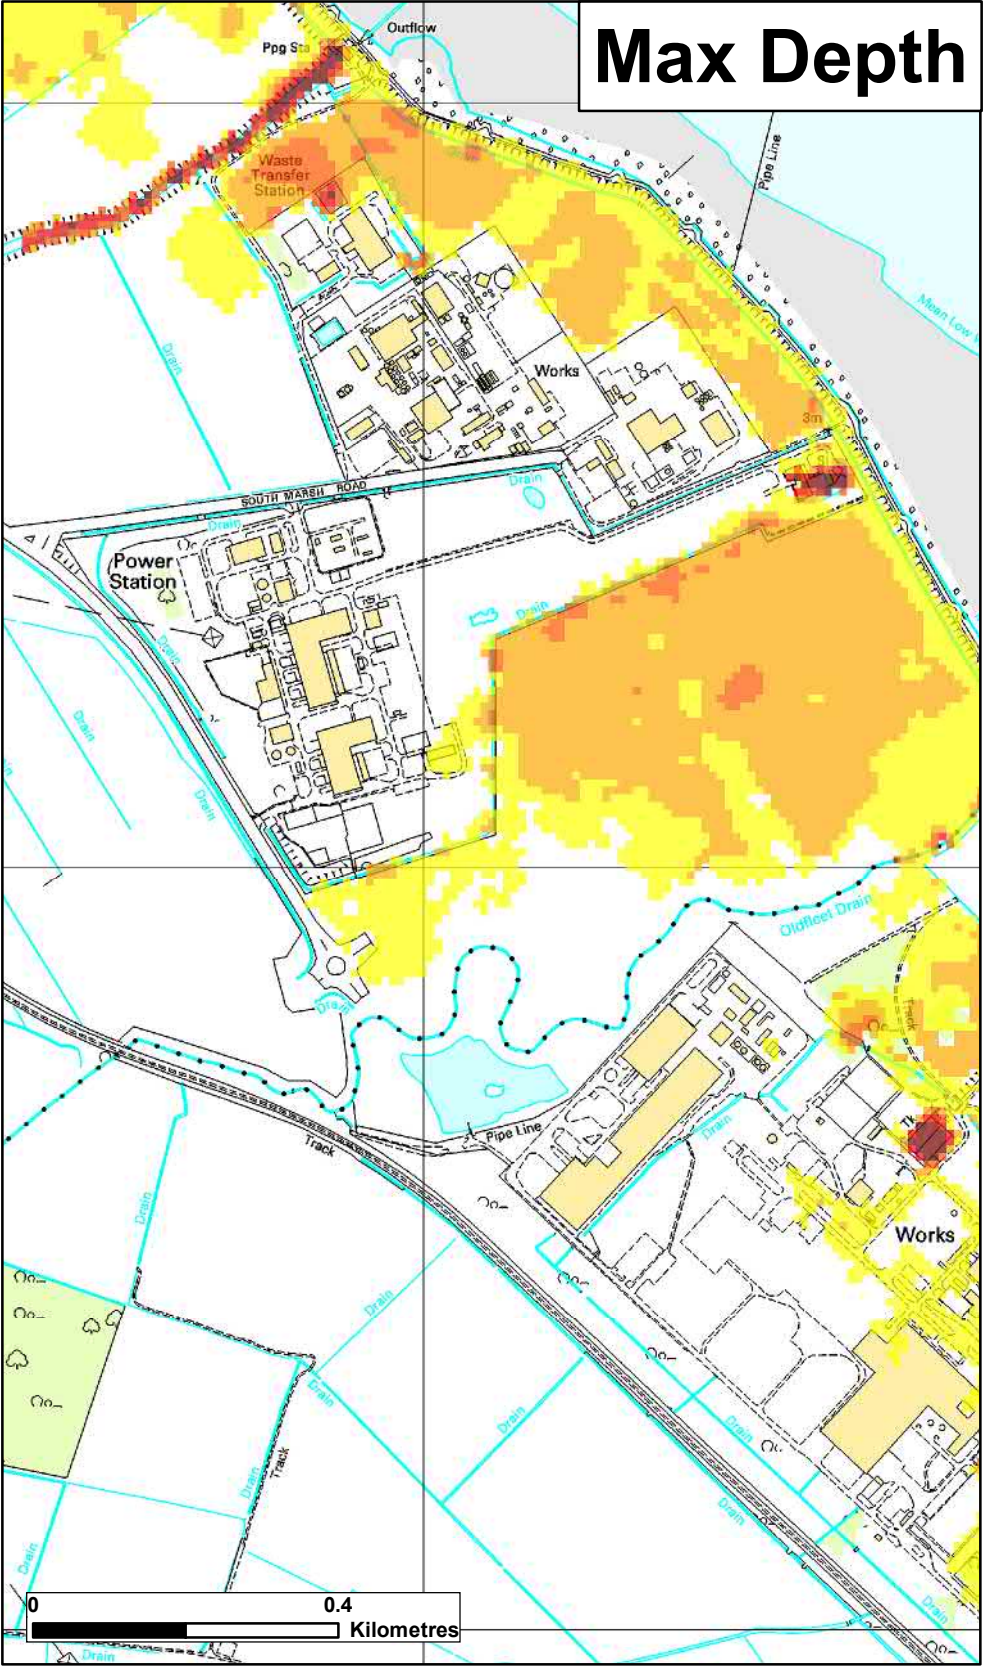 Max Depth
Outflow
Ppg Sta
Pipe Line
Waste
Transfer
Station
Mean Low
Drain
Works
3m
Drain
SOUTH MARSH ROAD
Drain
Power
Station
Drain
Drain
Drain
Drain
Oldfleet Drain
Track
Drain
Pipe Line
Drain
Track
Drain
Works
Drain
Drain
Drain
Drain
Track
Drain
Drain
Drain
Drain
0 0.4
Kilometres
Drain